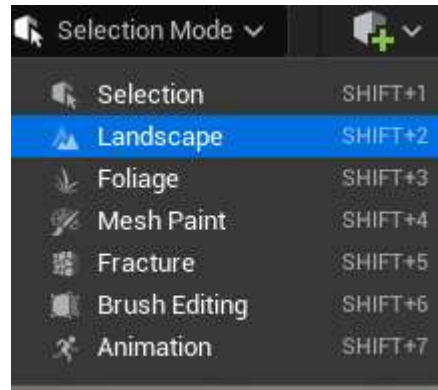 Selection Mode
Selection SHIFT+1
Landscape SHIFT+2
Foliage SHIFT+3
Mesh Paint SHIFT+4
Fracture SHIFT+5
Brush Editing SHIFT+6
Animation SHIFT+7